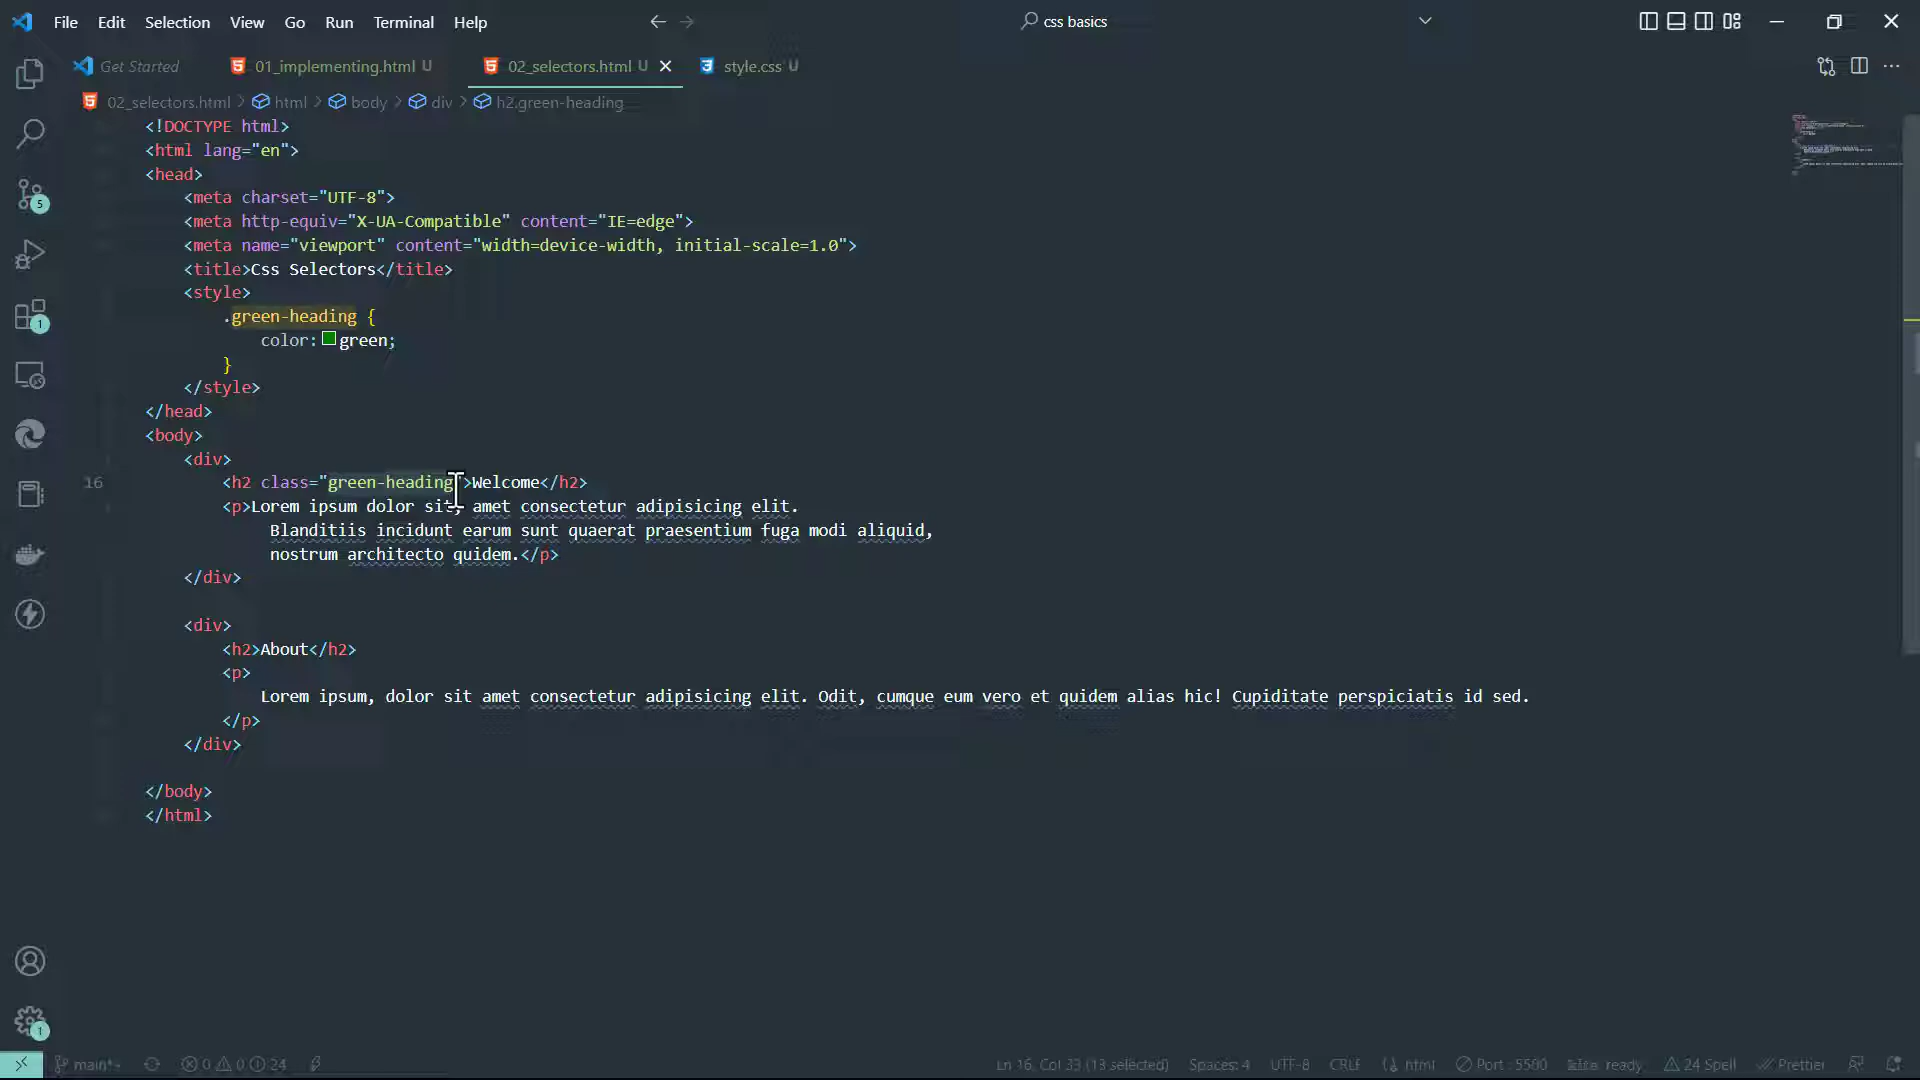 File Edit Selection View Go Run Terminal Help css basics
Get Started 01_implementing.html U 02_selectors.html U style.css U
02_selectors.html > html > body > div > h2.green-heading
<!DOCTYPE html>
<html lang="en">
<head>
<meta charset="UTF-8">
<meta http-equiv="X-UA-Compatible" content="IE=edge">
<meta name="viewport" content="width=device-width, initial-scale=1.0">
<title>Css Selectors</title>
<style>
.green-heading {
color: green;
}
</style>
</head>
<body>
<div>
16 <h2 class="green-heading">Welcome</h2>
<p>Lorem ipsum dolor sit, amet consectetur adipisicing elit.
Blanditiis incidunt earum sunt quaerat praesentium fuga modi aliquid,
nostrum architecto quidem.</p>
</div>
<div>
<h2>About</h2>
<p>
Lorem ipsum, dolor sit amet consectetur adipisicing elit. Odit, cumque eum vero et quidem alias hic! Cupiditate perspiciatis id sed.
</p>
</div>
</body>
</html>
5
1
1
main* 0 0 24 Ln 16, Col 33 (13 selected) Spaces: 4 UTF-8 CRLF html Port : 5500 ready 24 Spell Prettier